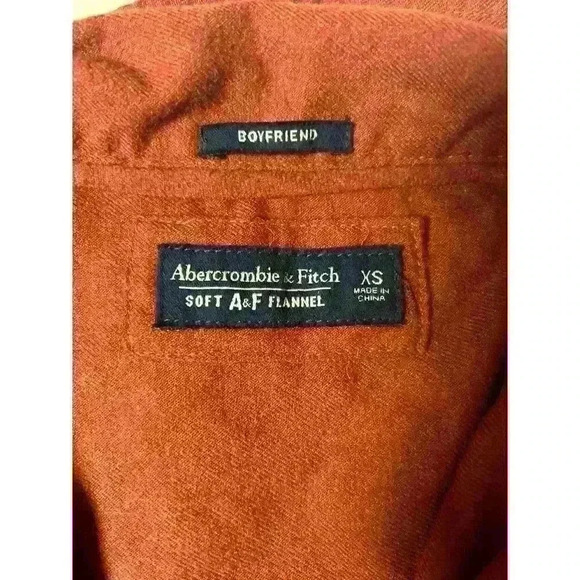 BOYFRIEND
Abercrombie & Fitch
SOFT A&F FLANNEL
XS
MADE IN
CHINA